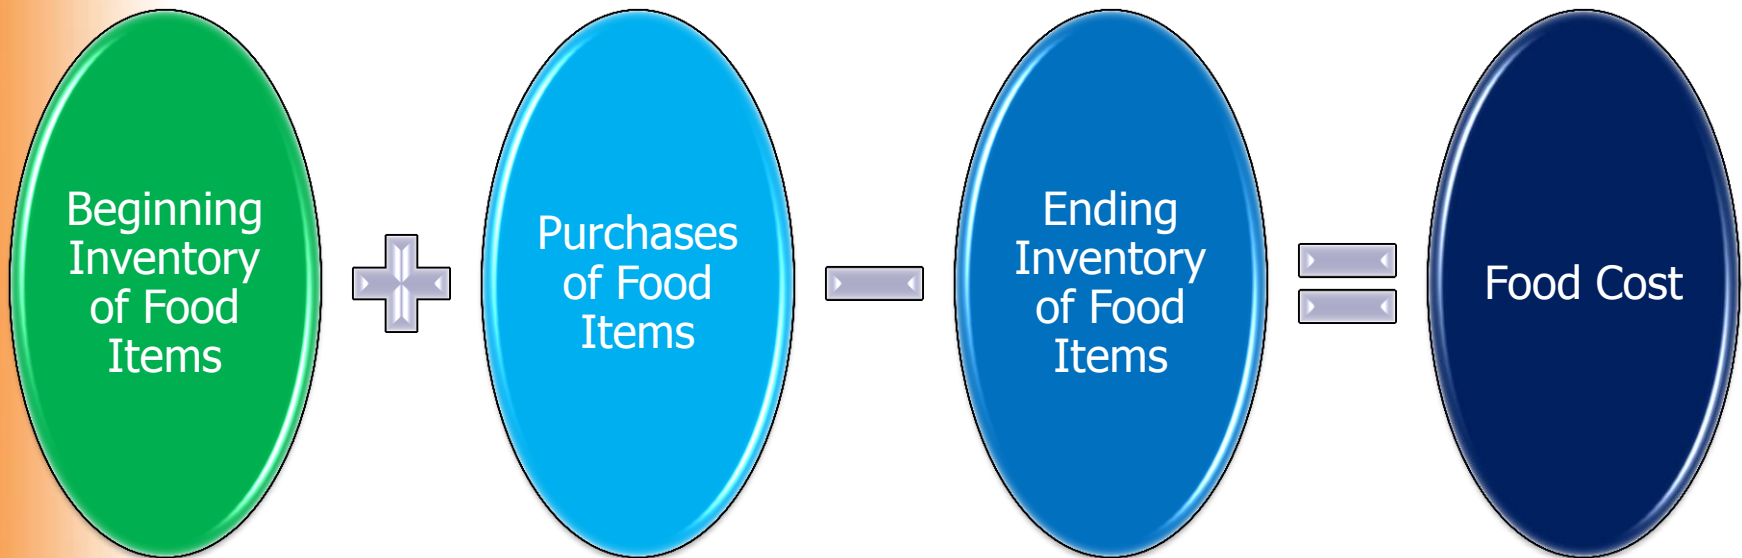 Beginning
Inventory
of Food
Items
Purchases
of Food
Items
Ending
Inventory
of Food
Items
Food Cost